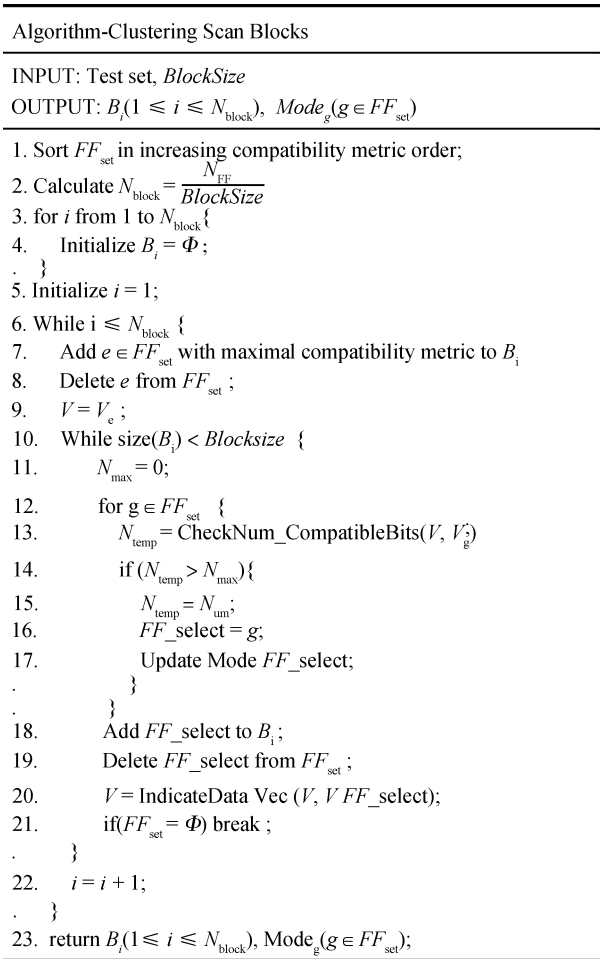 Algorithm-Clustering Scan Blocks
INPUT: Test set, BlockSize
OUTPUT: B_i(1 ≤ i ≤ N_block), Mode_g(g ∈ FF_set)
1. Sort FF_set in increasing compatibility metric order;
2. Calculate N_block = N_FF / BlockSize
3. for i from 1 to N_block{
4. Initialize B_i = Φ ;
. }
5. Initialize i = 1;
6. While i ≤ N_block {
7. Add e ∈ FF_set with maximal compatibility metric to B_i
8. Delete e from FF_set ;
9. V = V_e ;
10. While size(B_i) < Blocksize {
11. N_max = 0;
12. for g ∈ FF_set {
13. N_temp = CheckNum_CompatibleBits(V, V_g;)
14. if (N_temp > N_max){
15. N_temp = N_um;
16. FF_select = g;
17. Update Mode FF_select;
. }
. }
18. Add FF_select to B_i ;
19. Delete FF_select from FF_set ;
20. V = IndicateData Vec (V, V FF_select);
21. if(FF_set = Φ) break ;
. }
22. i = i + 1;
. }
23. return B_i(1 ≤ i ≤ N_block), Mode_g(g ∈ FF_set);